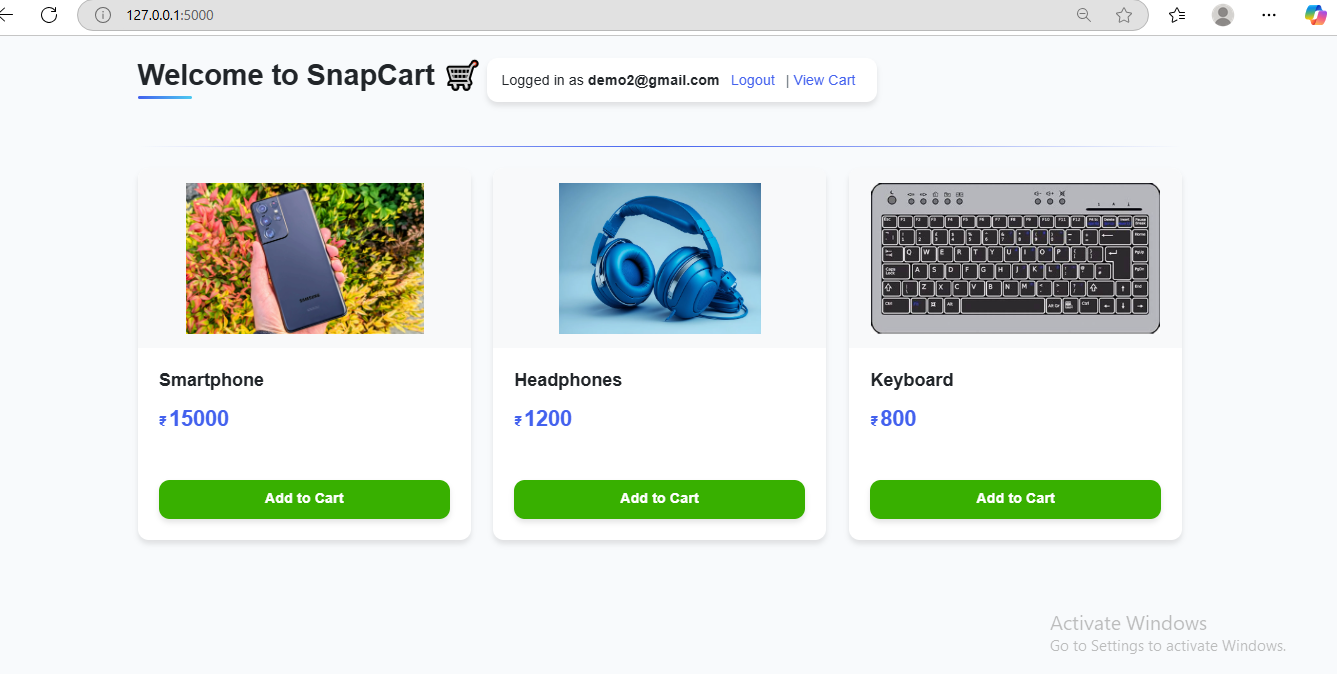 127.0.0.1:5000
Welcome to SnapCart
Logged in as demo2@gmail.com Logout | View Cart
SAMSUNG
Smartphone
₹15000
Add to Cart
Headphones
₹1200
Add to Cart
Keyboard
₹800
Add to Cart
Activate Windows
Go to Settings to activate Windows.